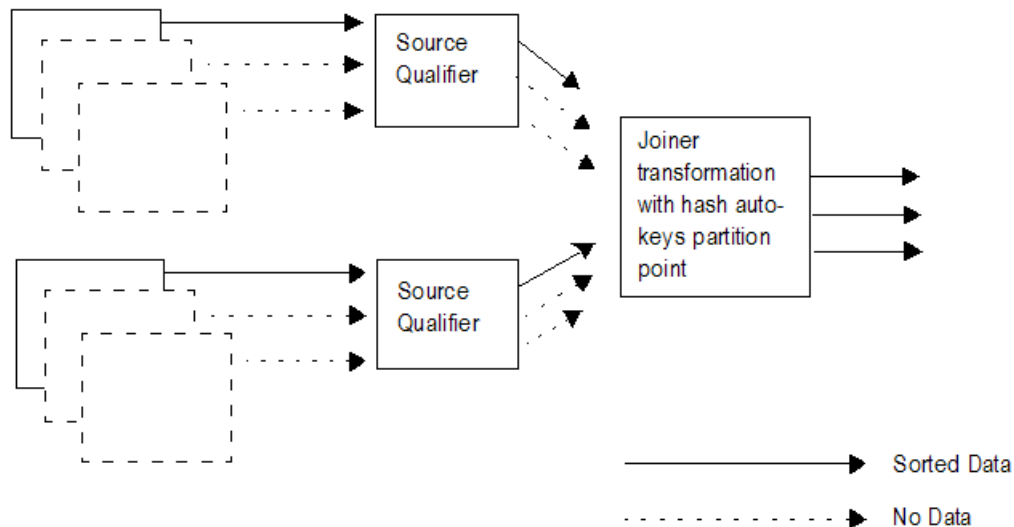 Source
Qualifier
Joiner
transformation
with hash auto-
keys partition
point
Source
Qualifier
Sorted Data
No Data